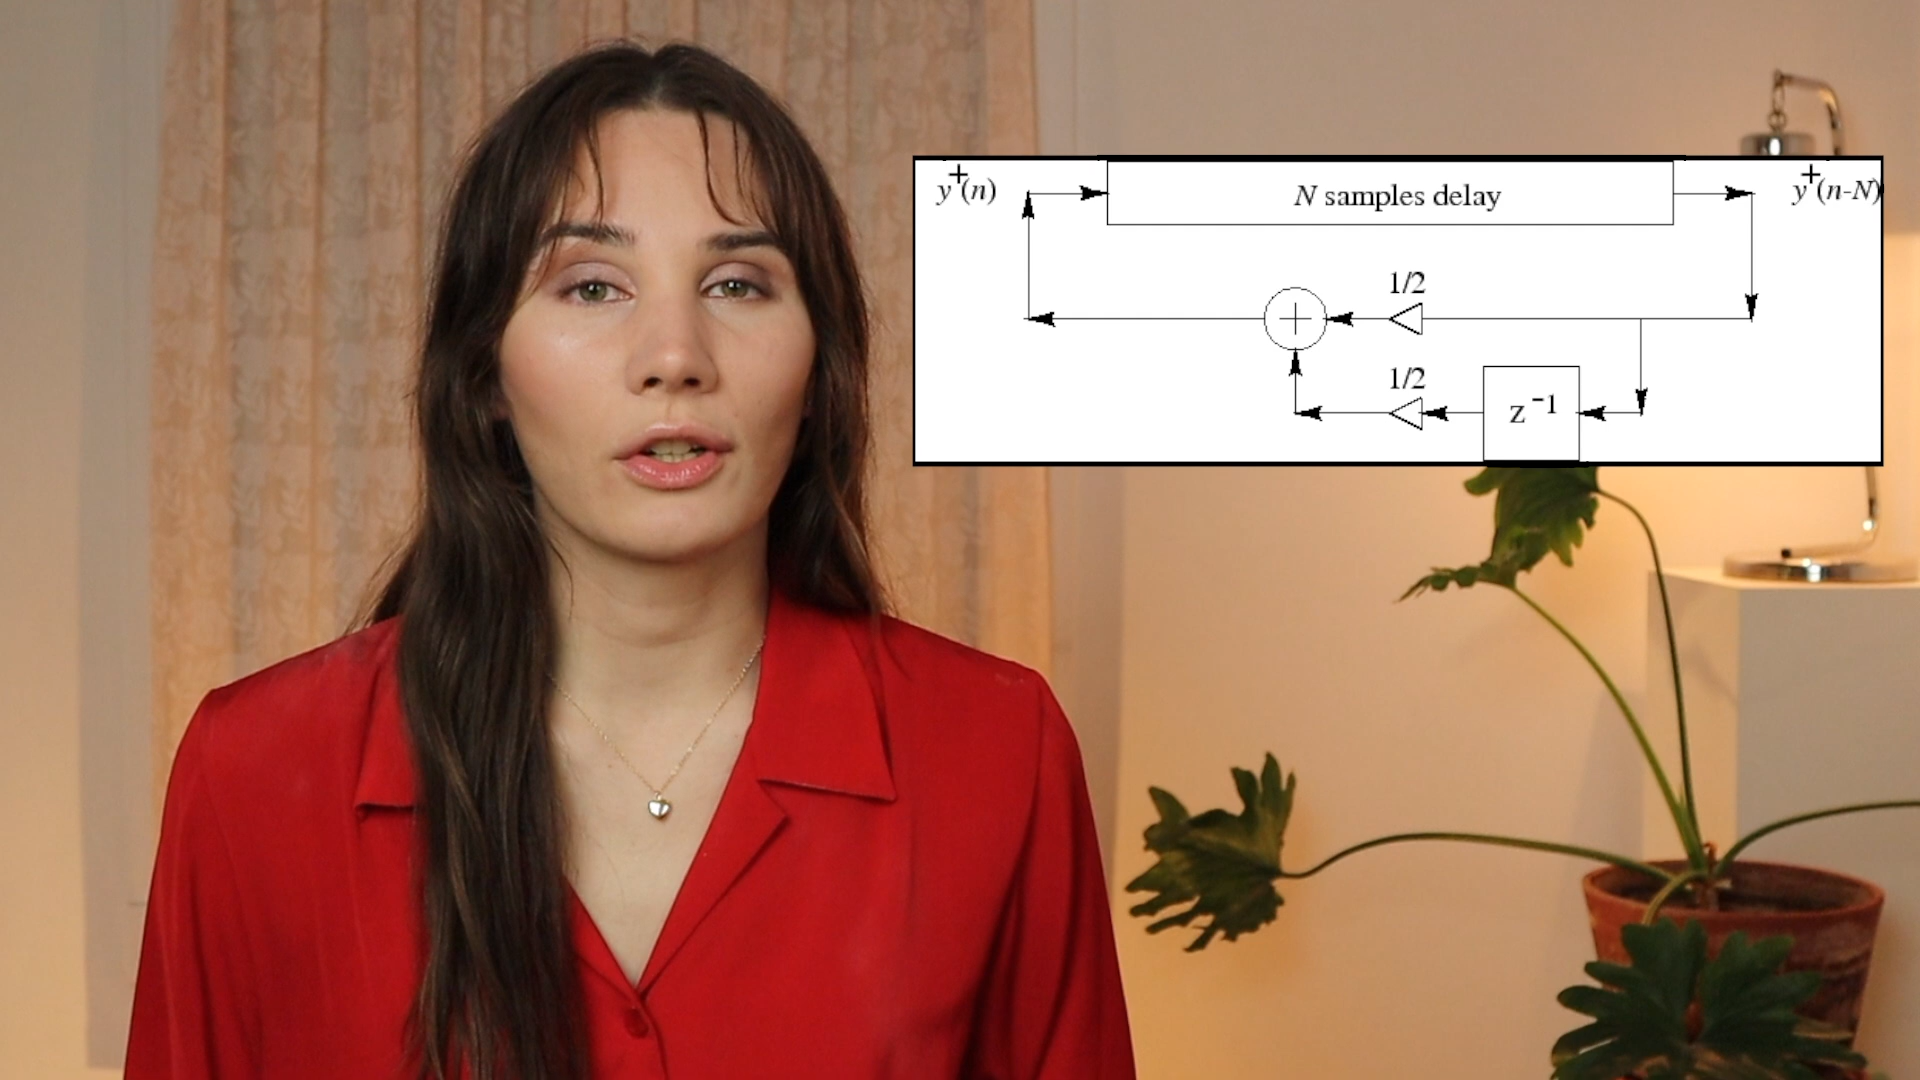 y⁺(n)
N samples delay
y⁺(n-N)
1/2
+
1/2
z⁻¹